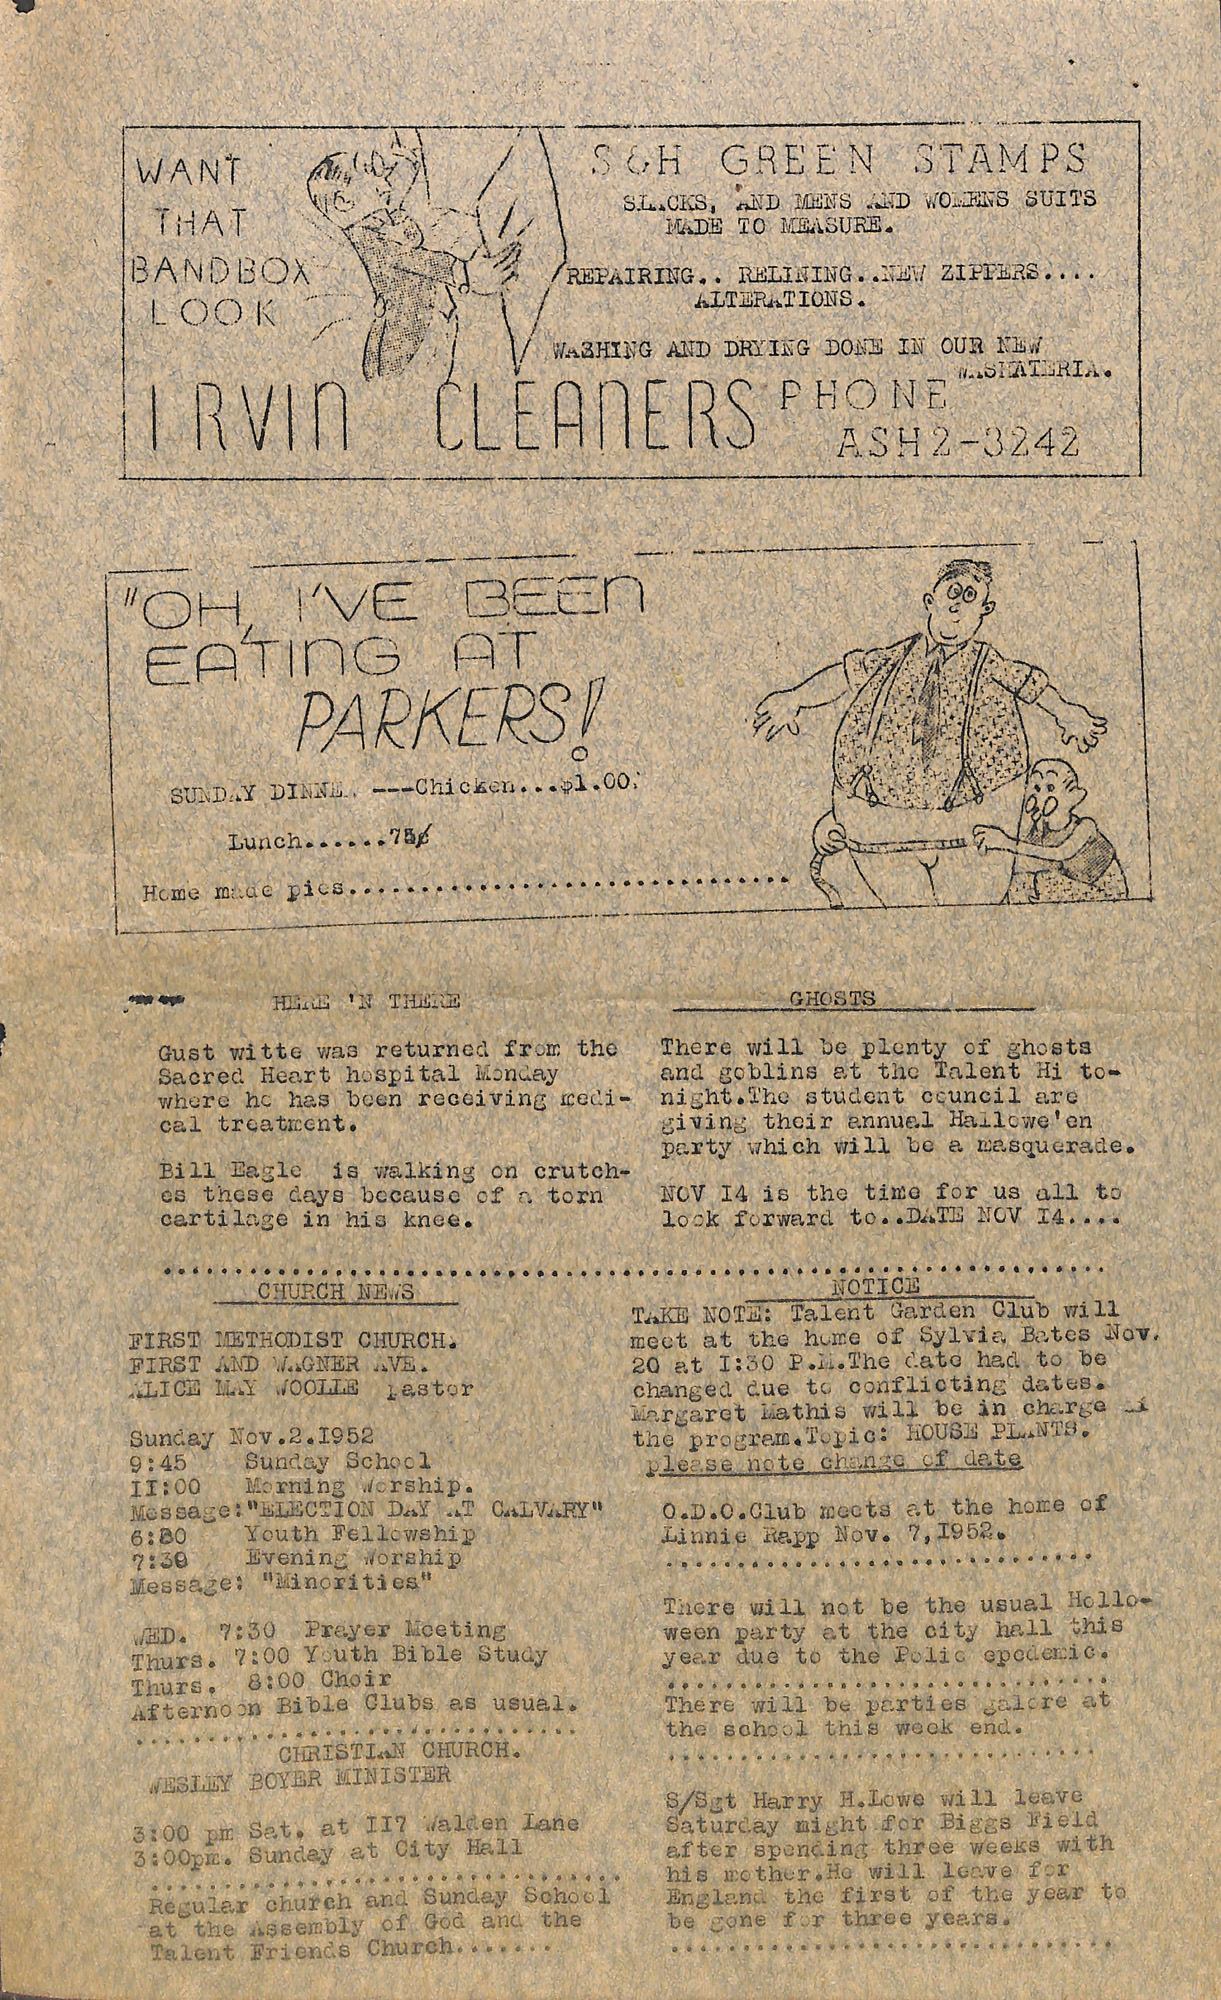 WANT
THAT
BANDBOX
LOOK
S&H GREEN STAMPS
SLACKS, AND MENS AND WOMENS SUITS
MADE TO MEASURE.
REPAIRING.. RELINING..NEW ZIPPERS....
ALTERATIONS.
WASHING AND DRYING DONE IN OUR NEW
WASHATERIA.
IRVIN CLEANERS PHONE
ASH2-3242
"OH, I'VE BEEN
EATING AT
PARKERS!
SUNDAY DINNE. ---Chicken...$1.00.
Lunch......75¢
Home made pies...............................
HERE 'N THERE
Gust witte was returned from the
Sacred Heart hospital Monday
where he has been receiving medi-
cal treatment.
Bill Eagle is walking on crutch-
es these days because of a torn
cartilage in his knee.
GHOSTS
There will be plenty of ghosts
and goblins at the Talent Hi to-
night.The student council are
giving their annual Hallowe'en
party which will be a masquerade.
NOV I4 is the time for us all to
look forward to..DATE NOV I4....
CHURCH NEWS
FIRST METHODIST CHURCH.
FIRST AND WAGNER AVE.
ALICE MAY WOOLIE pastor
Sunday Nov.2.I952
9:45 Sunday School
II:00 Morning Worship.
Message:"ELECTION DAY AT CALVARY"
6:30 Youth Fellowship
7:30 Evening Worship
Message: "Minorities"
WED. 7:30 Prayer Meeting
Thurs. 7:00 Youth Bible Study
Thurs. 8:00 Choir
Afternoon Bible Clubs as usual.
CHRISTIAN CHURCH.
WESLEY BOYER MINISTER
3:00 pm Sat. at II7 Walden Lane
3:00pm. Sunday at City Hall
Regular church and Sunday School
at the Assembly of God and the
Talent Friends Church.......
NOTICE
TAKE NOTE: Talent Garden Club will
meet at the home of Sylvia Bates Nov.
20 at I:30 P.M.The date had to be
changed due to conflicting dates.
Margaret Mathis will be in charge of
the program.Topic: HOUSE PLANTS.
please note change of date
O.D.O.Club meets at the home of
Linnie Rapp Nov. 7,I952.
There will not be the usual Hollo-
ween party at the city hall this
year due to the Polio epedemic.
There will be parties galore at
the school this week end.
S/Sgt Harry H.Lowe will leave
Saturday night for Biggs Field
after spending three weeks with
his mother.He will leave for
England the first of the year to
be gone for three years.